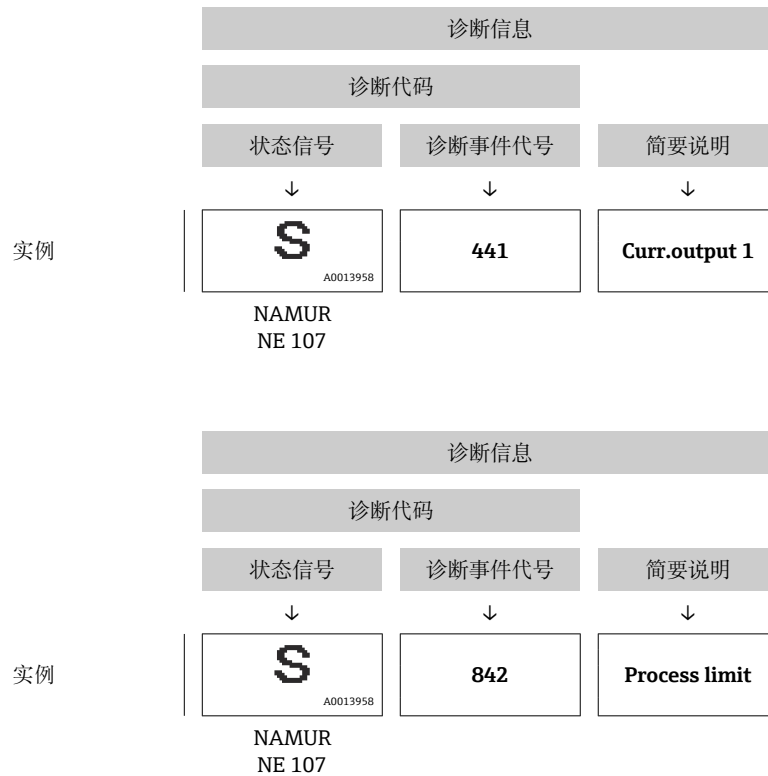 诊断信息
诊断代码
状态信号 诊断事件代号 简要说明
↓ ↓ ↓
实例 S 441 Curr.output 1
A0013958
NAMUR
NE 107
诊断信息
诊断代码
状态信号 诊断事件代号 简要说明
↓ ↓ ↓
实例 S 842 Process limit
A0013958
NAMUR
NE 107